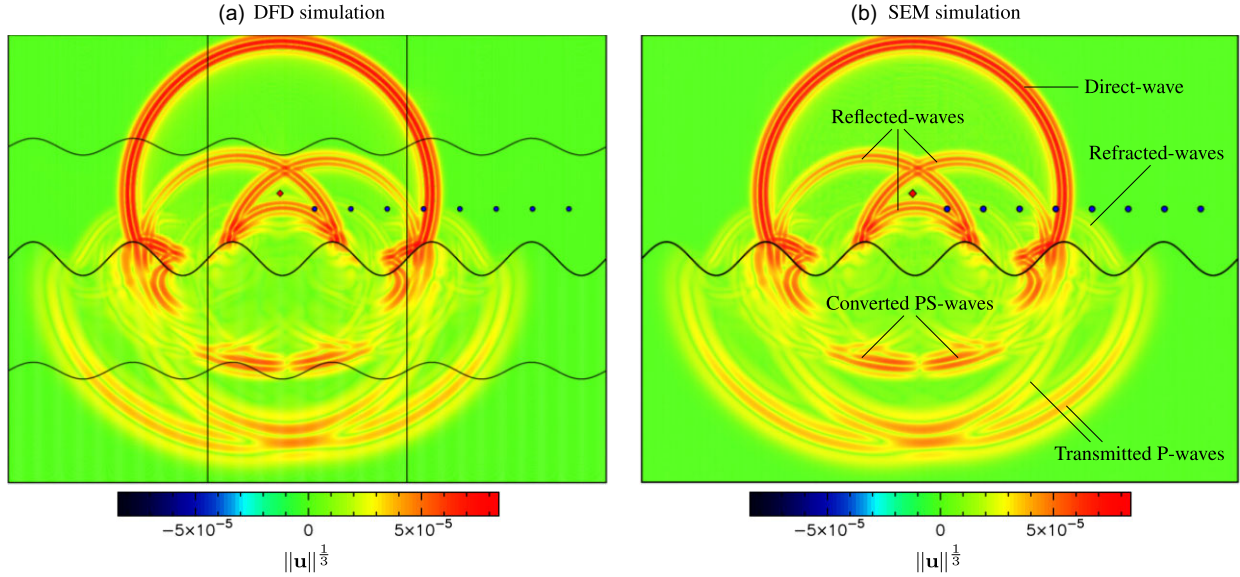 (a) DFD simulation
(b) SEM simulation
Direct-wave
Reflected-waves
Refracted-waves
Converted PS-waves
Transmitted P-waves
−5×10⁻⁵ 0 5×10⁻⁵
||u||^{1/3}
−5×10⁻⁵ 0 5×10⁻⁵
||u||^{1/3}